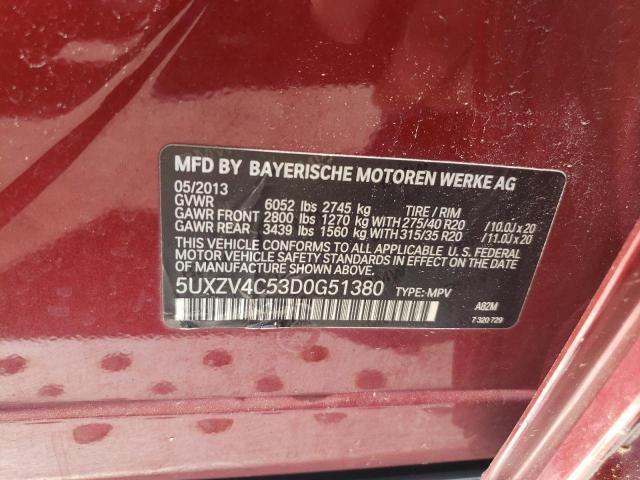 MFD BY BAYERISCHE MOTOREN WERKE AG
05/2013
GVWR 6052 lbs 2745 kg TIRE / RIM
GAWR FRONT 2800 lbs 1270 kg WITH 275/40 R20 /10.0J x 20
GAWR REAR 3439 lbs 1560 kg WITH 315/35 R20 /11.0J x 20
THIS VEHICLE CONFORMS TO ALL APPLICABLE U.S. FEDERAL
MOTOR VEHICLE SAFETY STANDARDS IN EFFECT ON THE
DATE OF MANUFACTURE SHOWN ABOVE.
5UXZV4C53D0G51380 TYPE: MPV
A82M
7 320 729